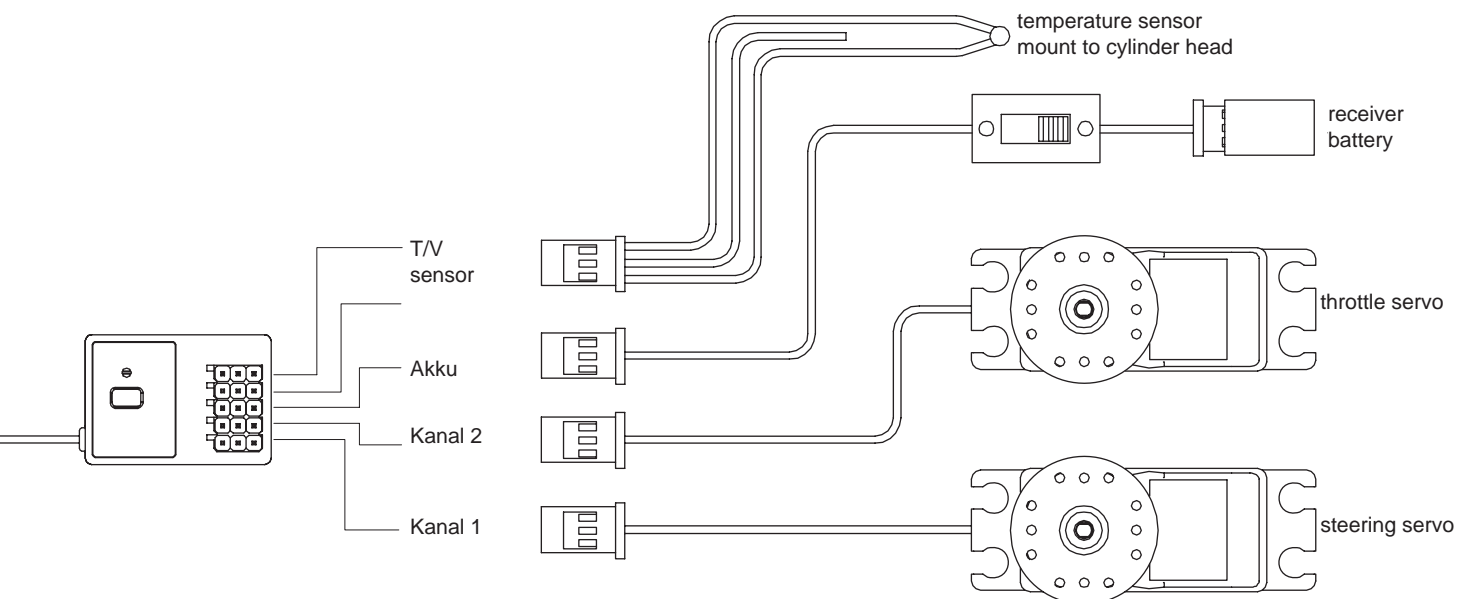 temperature sensor
mount to cylinder head
receiver
battery
T/V
sensor
throttle servo
Akku
Kanal 2
Kanal 1
steering servo